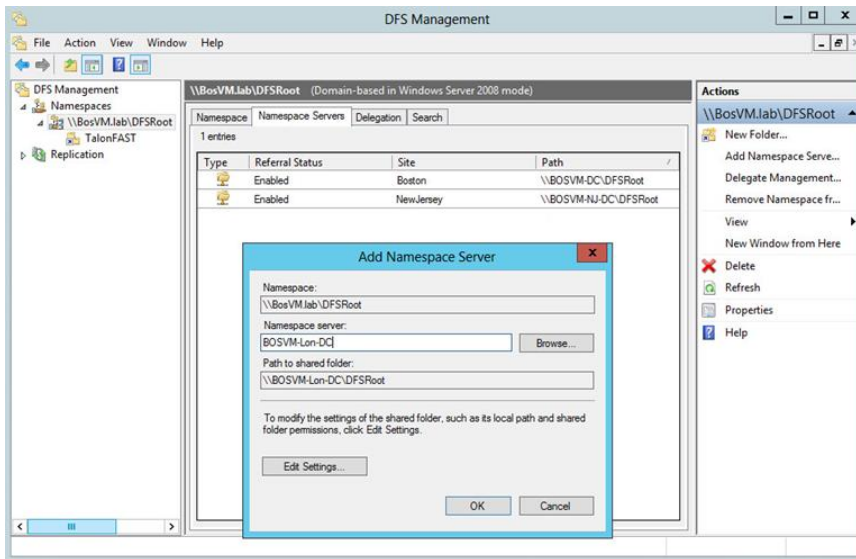 DFS Management
File Action View Window Help
DFS Management
Namespaces
\\BosVM.lab\DFSRoot
TalonFAST
Replication
\\BosVM.lab\DFSRoot (Domain-based in Windows Server 2008 mode)
Namespace Namespace Servers Delegation Search
1 entries
Type Referral Status Site Path
Enabled Boston \\BOSVM-DC\DFSRoot
Enabled NewJersey \\BOSVM-NJ-DC\DFSRoot
Add Namespace Server
Namespace:
\\BosVM.lab\DFSRoot
Namespace server:
BOSVM-Lon-DC
Browse...
Path to shared folder:
\\BOSVM-Lon-DC\DFSRoot
To modify the settings of the shared folder, such as its local path and shared
folder permissions, click Edit Settings.
Edit Settings...
OK Cancel
Actions
\\BosVM.lab\DFSRoot
New Folder...
Add Namespace Serve...
Delegate Management...
Remove Namespace fr...
View
New Window from Here
Delete
Refresh
Properties
Help